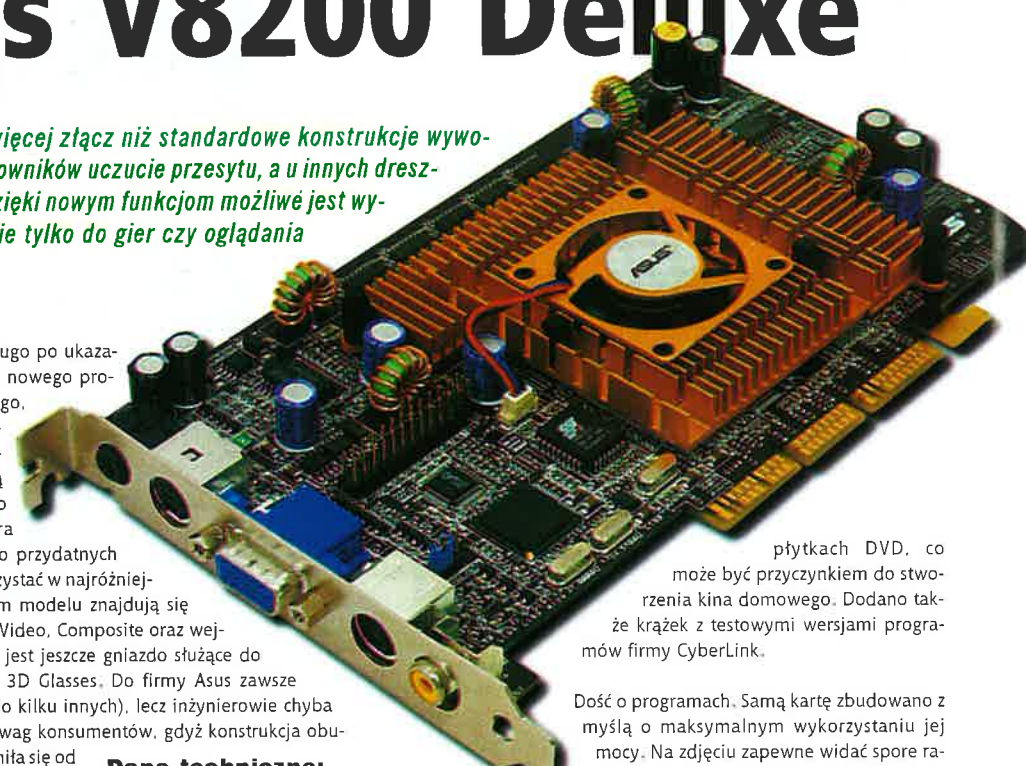 s V8200 Deluxe
więcej złącz niż standardowe konstrukcje wywo-
owników uczucie przesytu, a u innych dresz-
zięki nowym funkcjom możliwe jest wy-
ie tylko do gier czy oglądania
ugo po ukaza-
nowego pro-
go,
ą
o
ra
o przydatnych
zystać w najróżniej-
m modelu znajdują się
Video, Composite oraz wej-
jest jeszcze gniazdo służące do
3D Glasses. Do firmy Asus zawsze
o kilku innych), lecz inżynierowie chyba
wag konsumentów, gdyż konstrukcja obu-
niła się od
Dane techniczne:
ASUS
płytkach DVD, co
może być przyczynkiem do stwo-
rzenia kina domowego. Dodano tak-
że krążek z testowymi wersjami progra-
mów firmy CyberLink.
Dość o programach. Samą kartę zbudowano z
myślą o maksymalnym wykorzystaniu jej
mocy. Na zdjęciu zapewne widać spore ra-